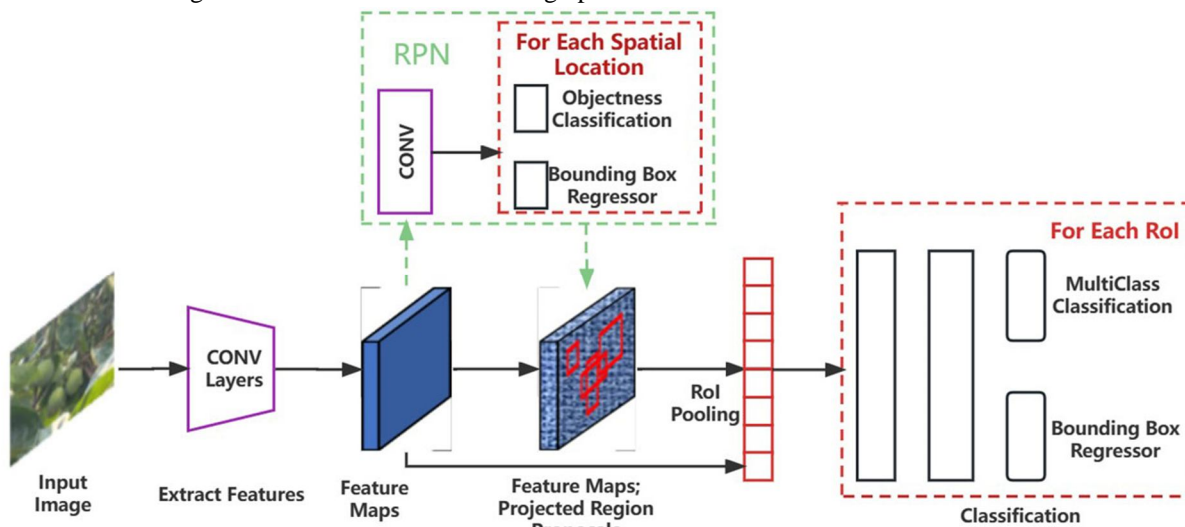 RPN
For Each Spatial
Location
CONV
Objectness
Classification
Bounding Box
Regressor
For Each RoI
MultiClass
Classification
Bounding Box
Regressor
CONV
Layers
RoI
Pooling
Input
Image
Extract Features
Feature
Maps
Feature Maps;
Projected Region
Classification